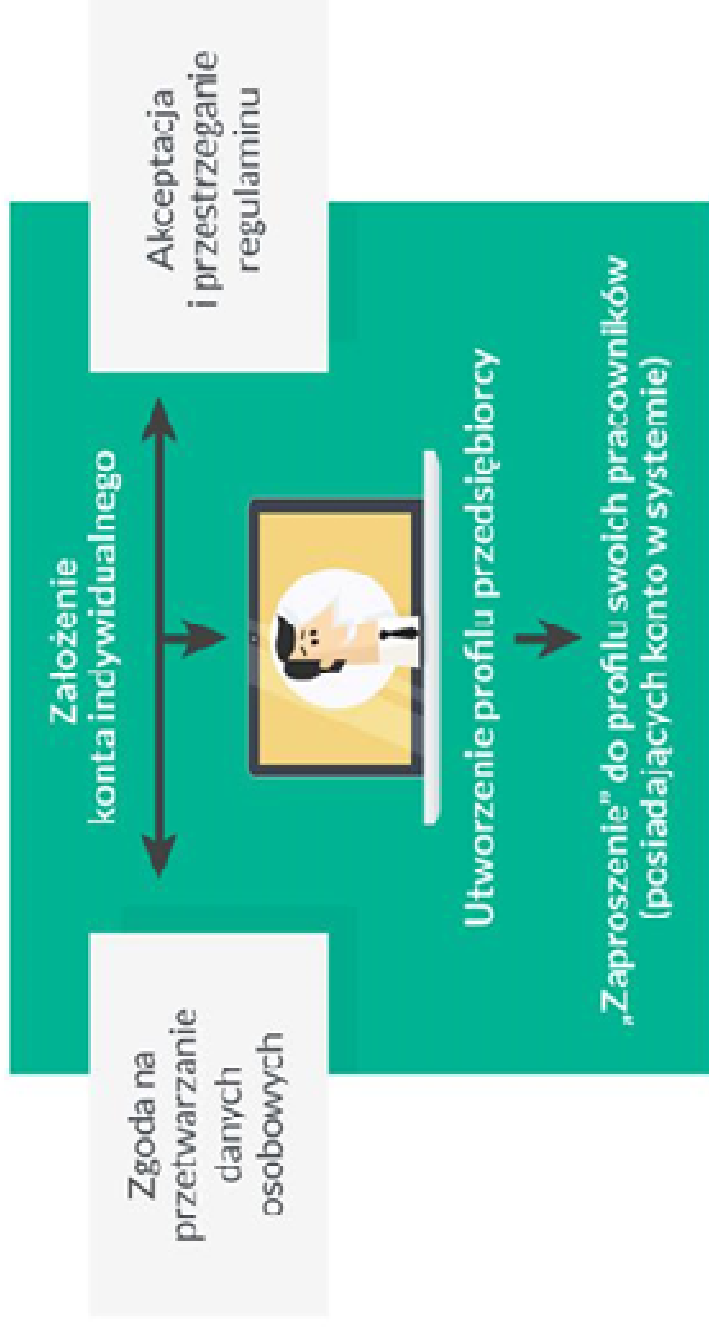 Założenie
konta indywidualnego
Zgoda na
przetwarzanie
danych
osobowych
Akceptacja
i przestrzeganie
regulaminu
Utworzenie profilu przedsiębiorcy
„Zaproszenie” do profilu swoich pracowników
(posiadających konto w systemie)